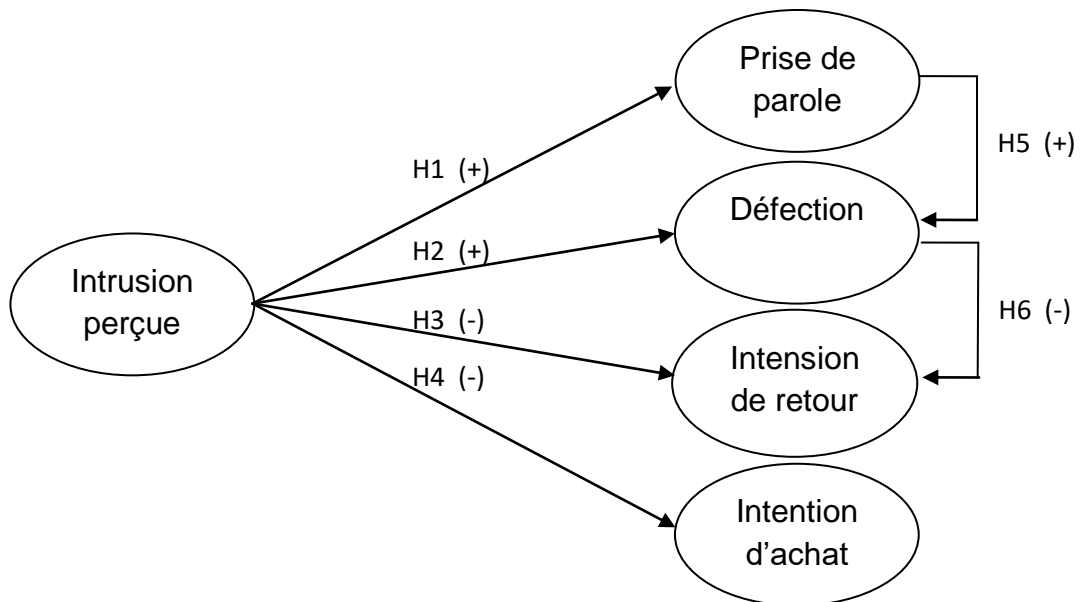 Prise de
parole
H5 (+)
H1 (+)
Défection
H2 (+)
Intrusion
perçue
H6 (-)
H3 (-)
Intension
de retour
H4 (-)
Intention
d’achat